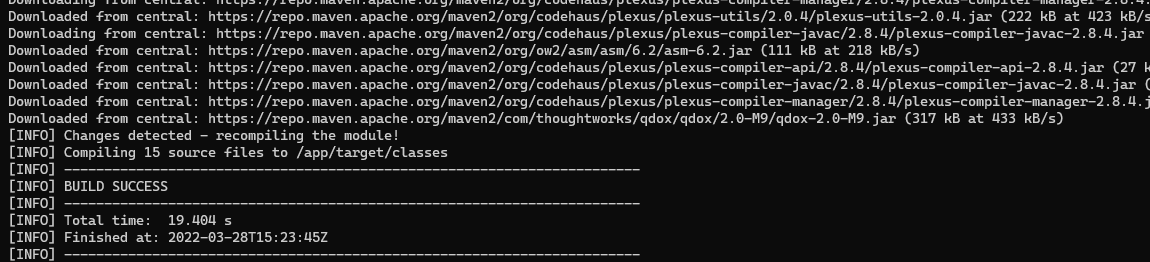 Downloading from central: https://repo.maven.apache.org/maven2/org/codehaus/plexus/plexus-compiler-manager/2.8.4/plexus-compiler-manager-2.8.4.
Downloaded from central: https://repo.maven.apache.org/maven2/org/codehaus/plexus/plexus-utils/2.0.4/plexus-utils-2.0.4.jar (222 kB at 423 kB/s
Downloading from central: https://repo.maven.apache.org/maven2/org/codehaus/plexus/plexus-compiler-javac/2.8.4/plexus-compiler-javac-2.8.4.jar
Downloaded from central: https://repo.maven.apache.org/maven2/org/ow2/asm/asm/6.2/asm-6.2.jar (111 kB at 218 kB/s)
Downloaded from central: https://repo.maven.apache.org/maven2/org/codehaus/plexus/plexus-compiler-api/2.8.4/plexus-compiler-api-2.8.4.jar (27 k
Downloaded from central: https://repo.maven.apache.org/maven2/org/codehaus/plexus/plexus-compiler-javac/2.8.4/plexus-compiler-javac-2.8.4.jar (
Downloaded from central: https://repo.maven.apache.org/maven2/org/codehaus/plexus/plexus-compiler-manager/2.8.4/plexus-compiler-manager-2.8.4.j
Downloaded from central: https://repo.maven.apache.org/maven2/com/thoughtworks/qdox/qdox/2.0-M9/qdox-2.0-M9.jar (317 kB at 433 kB/s)
[INFO] Changes detected - recompiling the module!
[INFO] Compiling 15 source files to /app/target/classes
[INFO] ------------------------------------------------------------------------
[INFO] BUILD SUCCESS
[INFO] ------------------------------------------------------------------------
[INFO] Total time:  19.404 s
[INFO] Finished at: 2022-03-28T15:23:45Z
[INFO] ------------------------------------------------------------------------